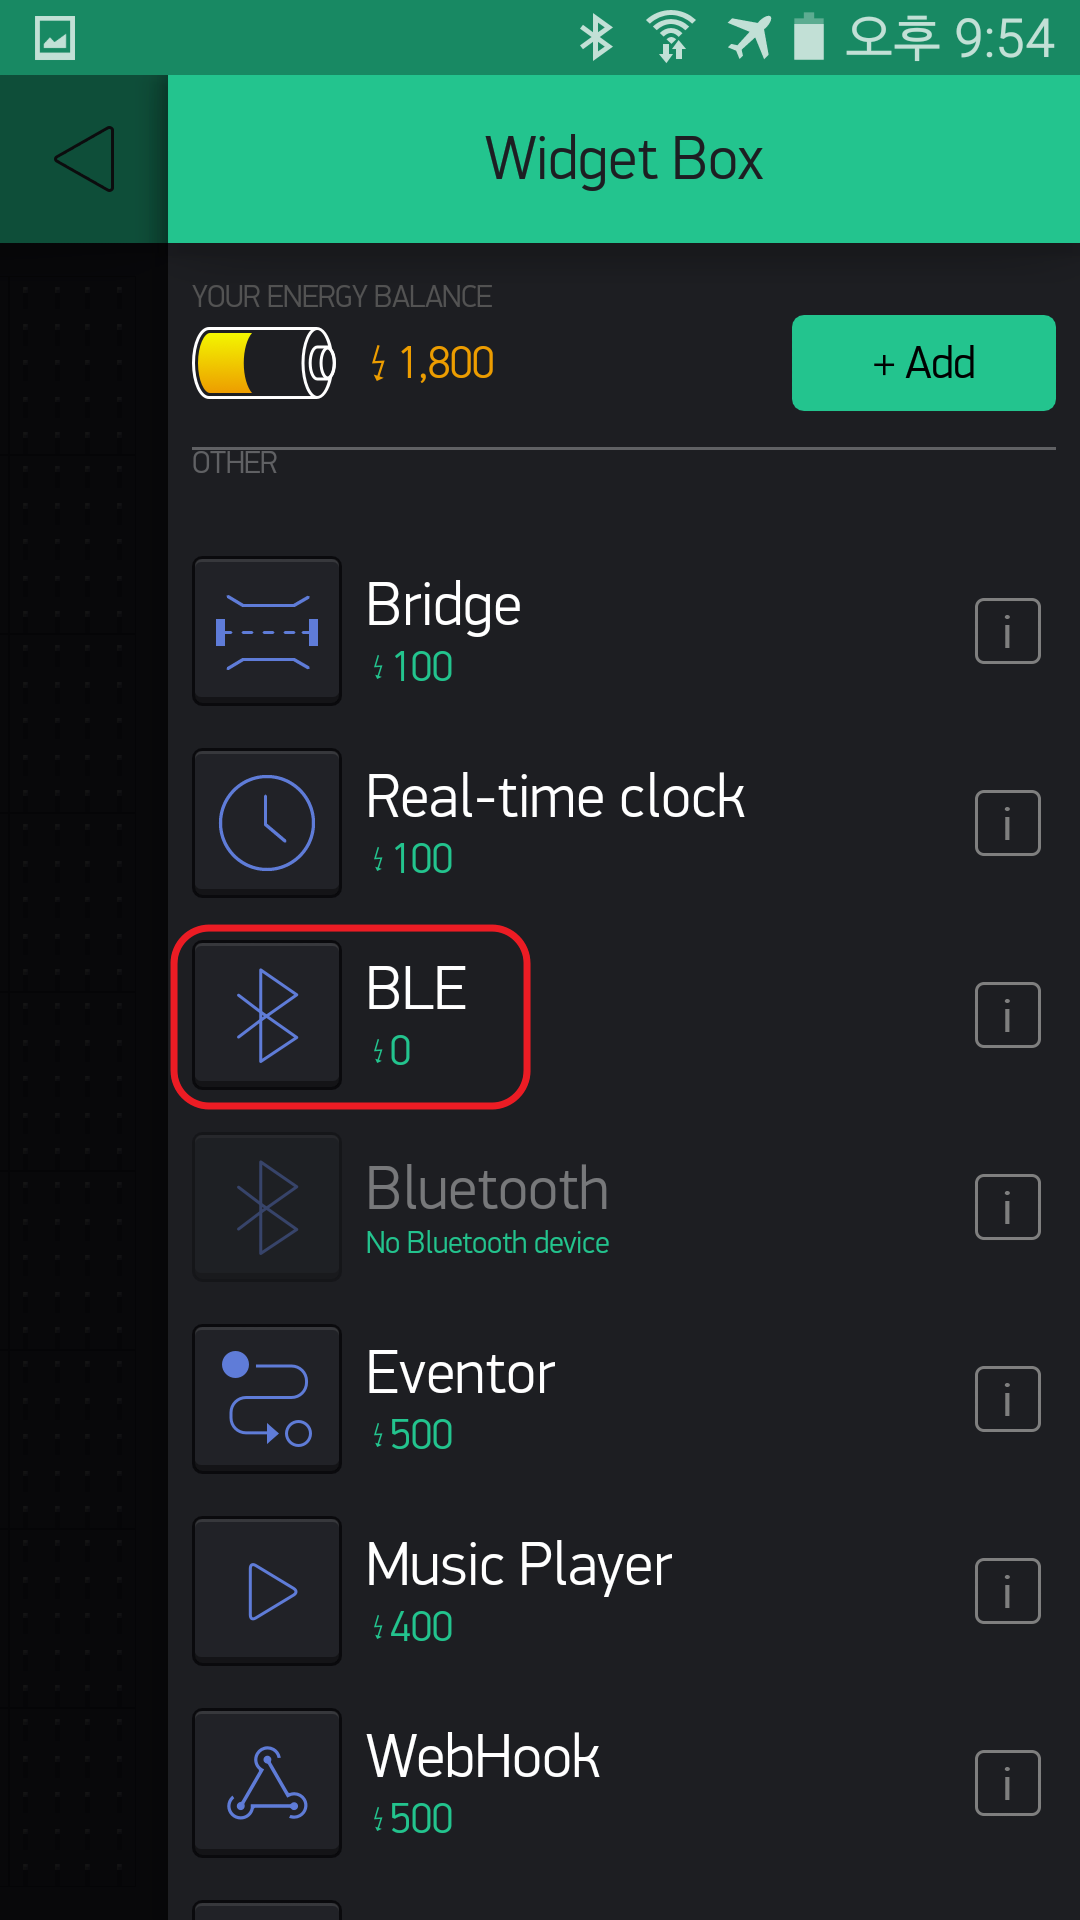 오후 9:54
Widget Box
YOUR ENERGY BALANCE
1,800
+ Add
OTHER
Bridge
100
i
Real-time clock
100
i
BLE
0
i
Bluetooth
No Bluetooth device
i
Eventor
500
i
Music Player
400
i
WebHook
500
i